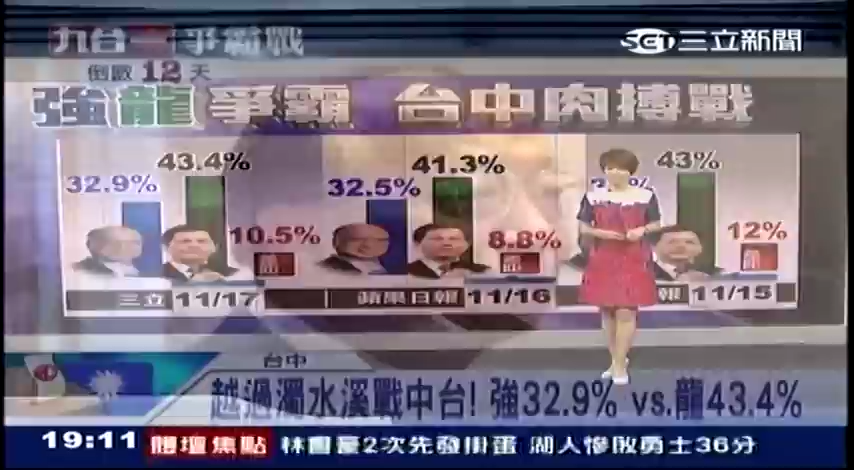 九合一爭霸戰
SET三立新聞
倒數12天
強龍爭霸 台中肉搏戰
43.4% 41.3% 43%
32.9% 32.5%
10.5% 8.8% 12%
三立 11/17 蘋果日報 11/16 報 11/15
台中
越過濁水溪戰中台! 強32.9% vs.龍43.4%
19:11 體壇焦點 林書豪2次先發掛蛋 湖人慘敗勇士36分